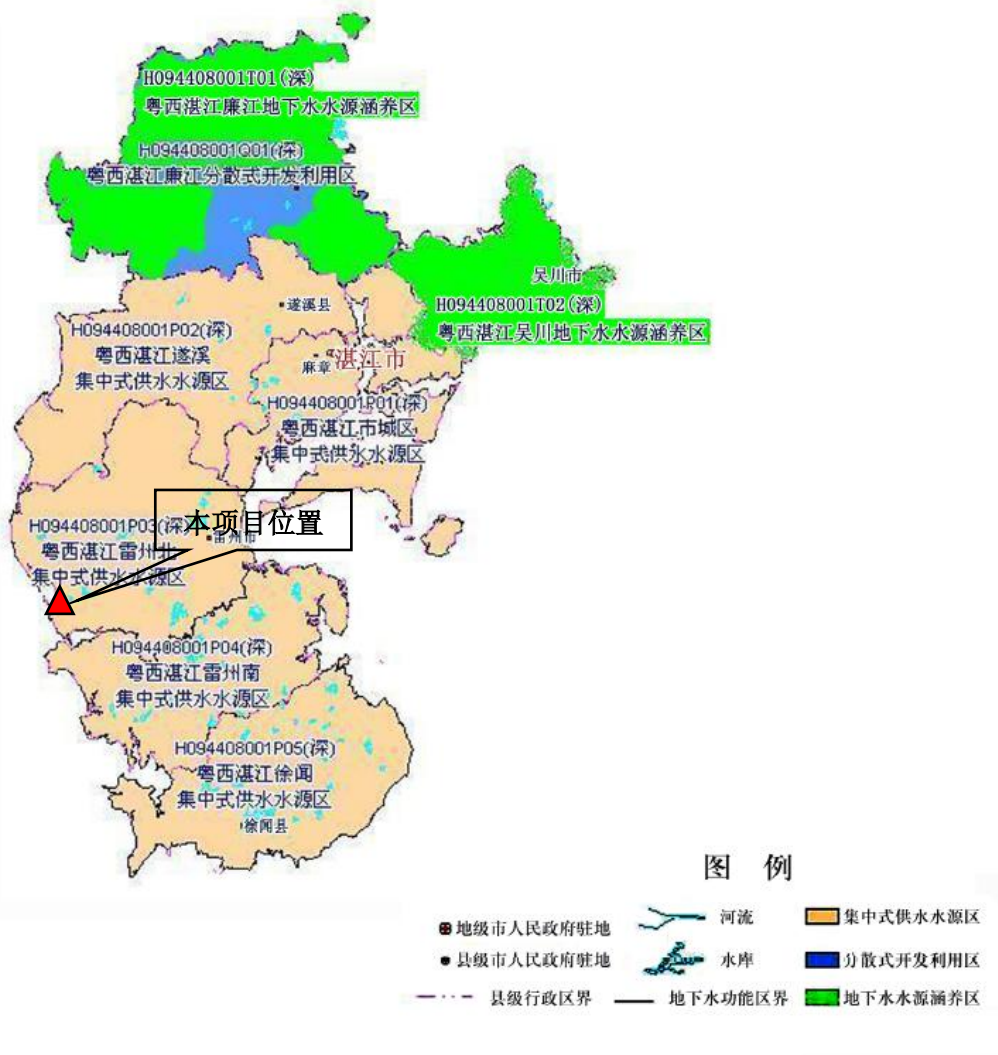 H094408001T01(深)
粤西湛江廉江地下水水源涵养区
H094408001Q01(深)
粤西湛江廉江分散式开发利用区
吴川市
H094408001T02(深)
粤西湛江吴川地下水水源涵养区
遂溪县
H094408001P02(深)
粤西湛江遂溪
集中式供水水源区
麻章
湛江市
H094408001P01(深)
粤西湛江市城区
集中式供水水源区
本项目位置
H094408001P03(深
雷州市
粤西湛江雷州北
集中式供水水源区
H094408001P04(深)
粤西湛江雷州南
集中式供水水源区
H094408001P05(深)
粤西湛江徐闻
集中式供水水源区
徐闻县
图 例
地级市人民政府驻地
河流
集中式供水水源区
县级市人民政府驻地
水库
分散式开发利用区
县级行政区界
地下水功能区界
地下水水源涵养区